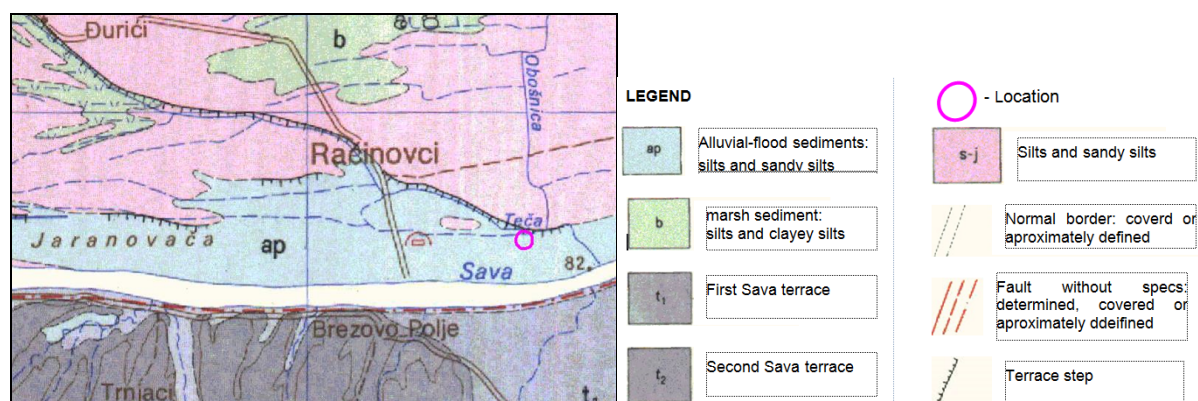 Đurići
b
Obošnica
Račinovci
Teča
Jaranovača
ap
Sava
82.
Brezovo Polje
Trnjaci
LEGEND
ap
Alluvial-flood sediments:
silts and sandv silts
b
marsh sediment:
silts and clayey silts
t₁
First Sava terrace
t₂
Second Sava terrace
- Location
s-j
Silts and sandy silts
Normal border: coverd or
aproximately defined
Fault without specs:
determined, covered or
aproximately ddeifined
Terrace step